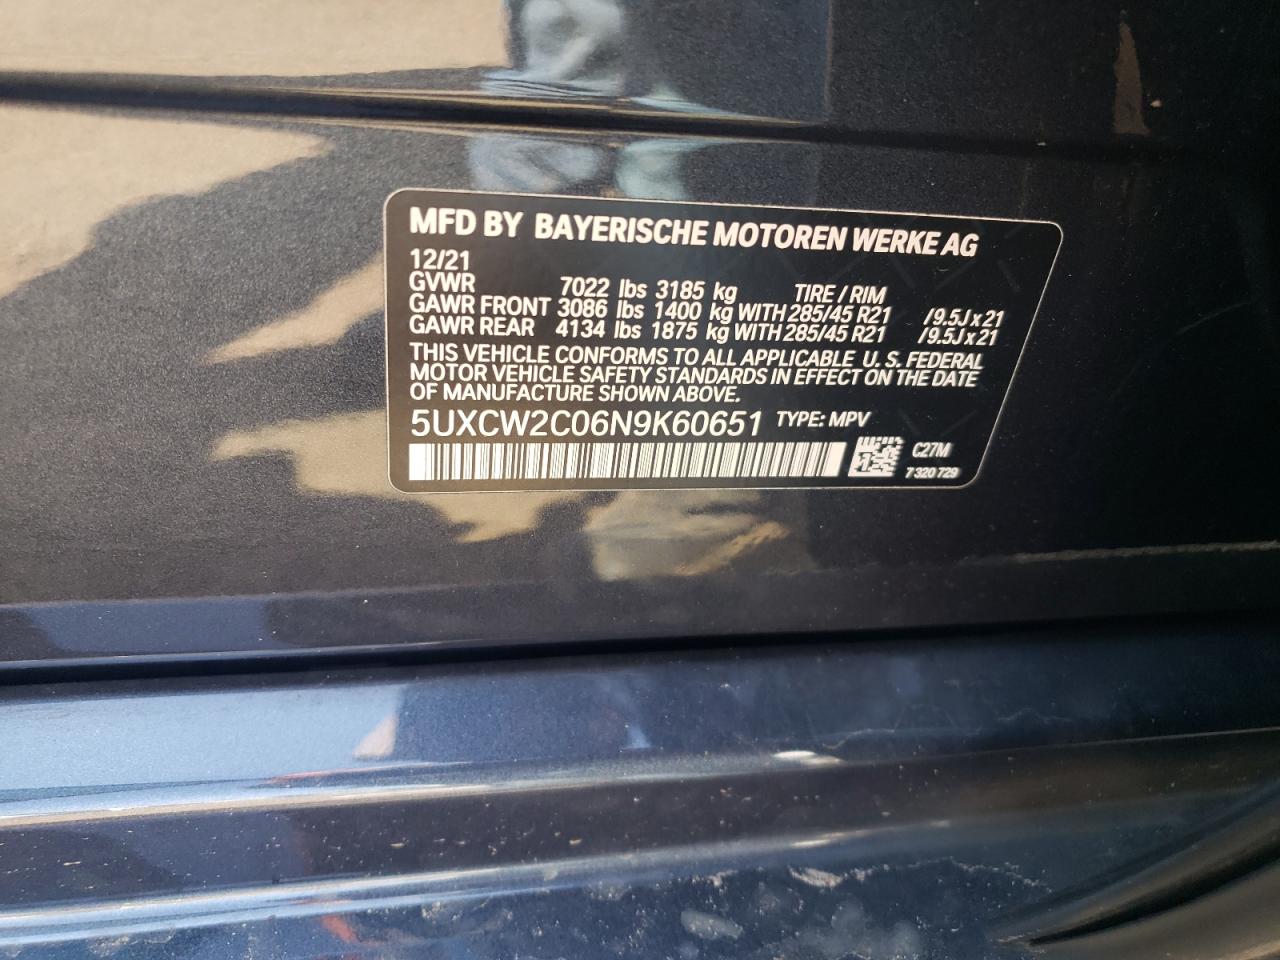 MFD BY BAYERISCHE MOTOREN WERKE AG
12/21
GVWR 7022 lbs 3185 kg TIRE / RIM
GAWR FRONT 3086 lbs 1400 kg WITH 285/45 R21 /9.5J x 21
GAWR REAR 4134 lbs 1875 kg WITH 285/45 R21 /9.5J x 21
THIS VEHICLE CONFORMS TO ALL APPLICABLE U. S. FEDERAL
MOTOR VEHICLE SAFETY STANDARDS IN EFFECT ON THE DATE
OF MANUFACTURE SHOWN ABOVE.
5UXCW2C06N9K60651 TYPE: MPV
C27M
7 320 729